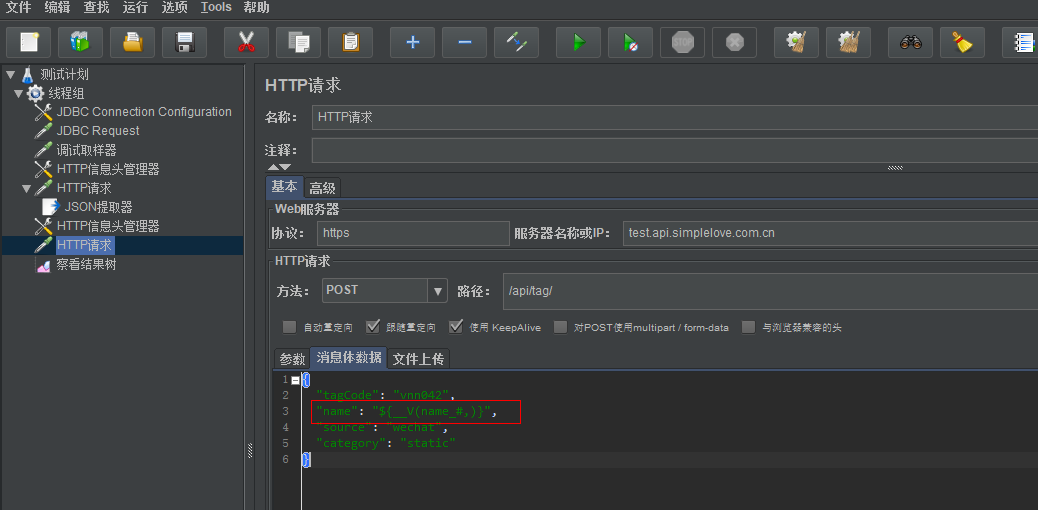 文件 编辑 查找 运行 选项 Tools 帮助
STOP
测试计划
线程组
JDBC Connection Configuration
JDBC Request
调试取样器
HTTP信息头管理器
HTTP请求
JSON提取器
HTTP信息头管理器
HTTP请求
察看结果树
HTTP请求
名称: HTTP请求
注释:
基本 高级
Web服务器
协议: https 服务器名称或IP: test.api.simplelove.com.cn
HTTP请求
方法: POST 路径: /api/tag/
自动重定向 跟随重定向 使用 KeepAlive 对POST使用multipart / form-data 与浏览器兼容的头
参数 消息体数据 文件上传
1 {
2 "tagCode": "vnn042",
3 "name": "${__V(name_#,)}",
4 "source": "wechat",
5 "category": "static"
6 }